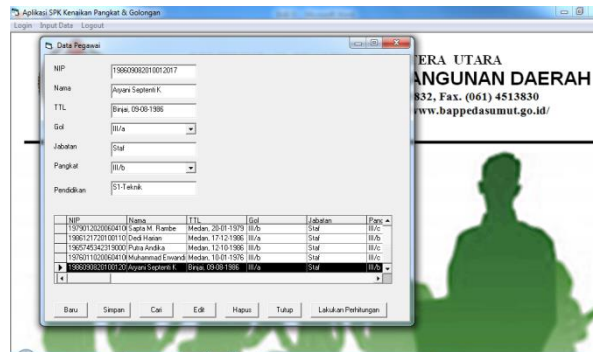 Aplikasi SPK Kenaikan Pangkat & Golongan
Login Input Data Logout
Data Pegawai
TERA UTARA
ANGUNAN DAERAH
832, Fax. (061) 4513830
www.bappedasumut.go.id/
NIP 198609082010012017
Nama Asyani Septenti K
TTL Binjai, 09-08-1986
Gol III/a
Jabatan Staf
Pangkat III/b
Pendidikan S1-Teknik
NIP Nama TTL Gol Jabatan Pang
Sapta M. Rambe Medan, 20-01-1979 III/b Staf III/c
Dedi Harian Medan, 17-12-1986 III/b Staf III/c
Putra Andika Medan, 12-10-1986 III/b Staf III/c
Muhammad Erwandi Medan, 10-01-1976 III/b Staf III/c
Asyani Septenti K Binjai, 09-08-1986 III/a Staf III/b
Baru Simpan Cari Edit Hapus Tutup Lakukan Perhitungan